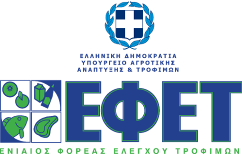 ΕΛΛΗΝΙΚΗ ΔΗΜΟΚΡΑΤΙΑ
ΥΠΟΥΡΓΕΙΟ ΑΓΡΟΤΙΚΗΣ
ΑΝΑΠΤΥΞΗΣ & ΤΡΟΦΙΜΩΝ
ΕΦΕΤ
ΕΝΙΑΙΟΣ ΦΟΡΕΑΣ ΕΛΕΓΧΟΥ ΤΡΟΦΙΜΩΝ